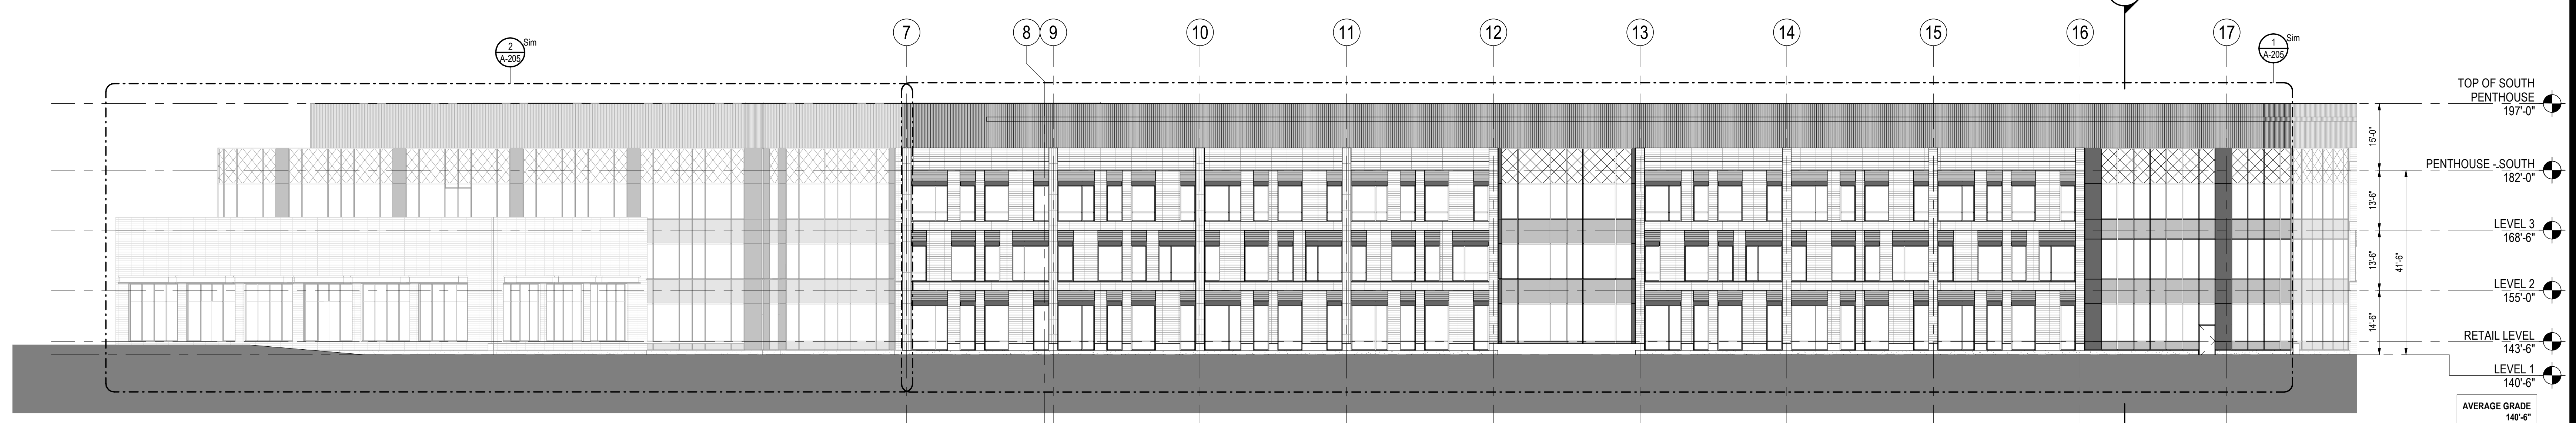 2
A-205
Sim
7
8
9
10
11
12
13
14
15
16
17
1
A-205
Sim
TOP OF SOUTH
PENTHOUSE
197'-0"
15'-0"
PENTHOUSE - SOUTH
182'-0"
13'-6"
LEVEL 3
168'-6"
13'-6"
41'-6"
LEVEL 2
155'-0"
14'-6"
RETAIL LEVEL
143'-6"
LEVEL 1
140'-6"
AVERAGE GRADE
140'-6"